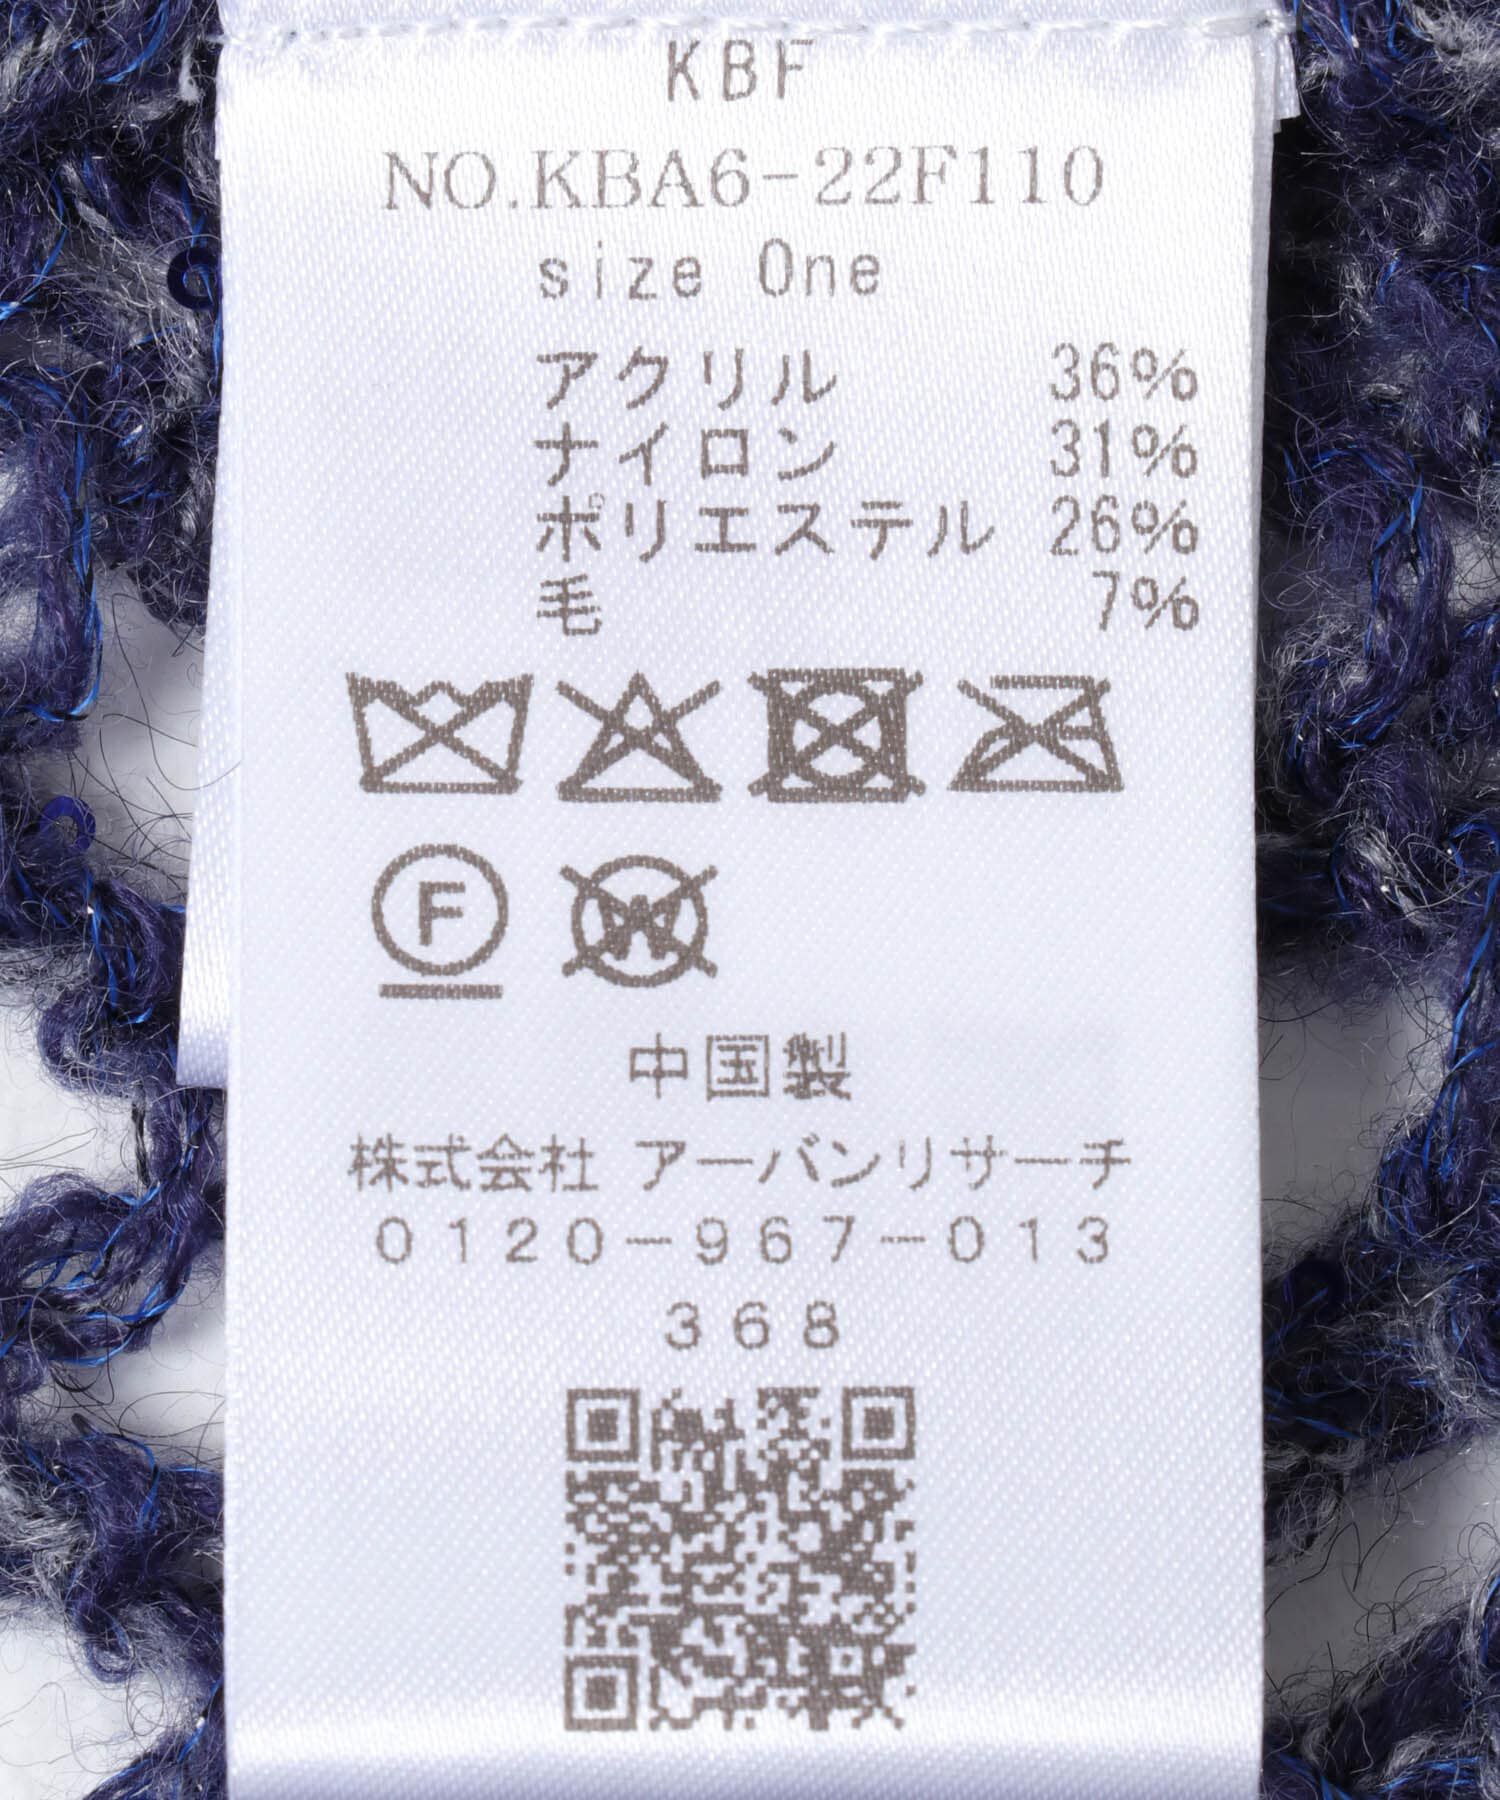 KBF
NO.KBA6-22F110
size One
アクリル 36%
ナイロン 31%
ポリエステル 26%
毛 7%
F W
中国製
株式会社 アーバンリサーチ
0120-967-013
368